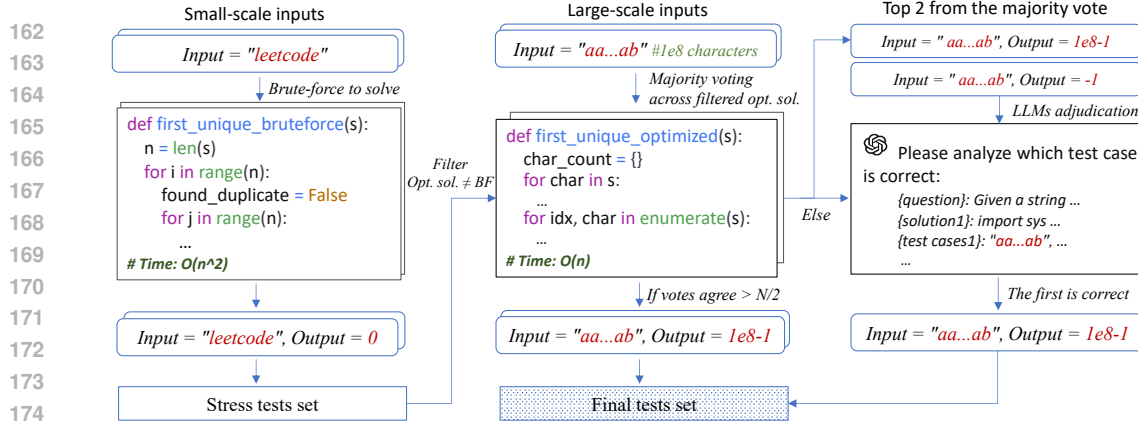 162
163
164
165
166
167
168
169
170
171
172
173
174
Small-scale inputs
Input = "leetcode"
Brute-force to solve
def first_unique_bruteforce(s):
n = len(s)
for i in range(n):
found_duplicate = False
for j in range(n):
...
# Time: O(n^2)
Input = "leetcode", Output = 0
Stress tests set
Filter
Opt. sol. ≠ BF
Large-scale inputs
Input = "aa...ab" #1e8 characters
Majority voting
across filtered opt. sol.
def first_unique_optimized(s):
char_count = {}
for char in s:
...
for idx, char in enumerate(s):
...
# Time: O(n)
If votes agree > N/2
Input = "aa...ab", Output = 1e8-1
Final tests set
Else
Top 2 from the majority vote
Input = " aa...ab", Output = 1e8-1
Input = " aa...ab", Output = -1
LLMs adjudication
Please analyze which test case
is correct:
{question}: Given a string ...
{solution1}: import sys ...
{test cases1}: "aa...ab", ...
...
The first is correct
Input = "aa...ab", Output = 1e8-1